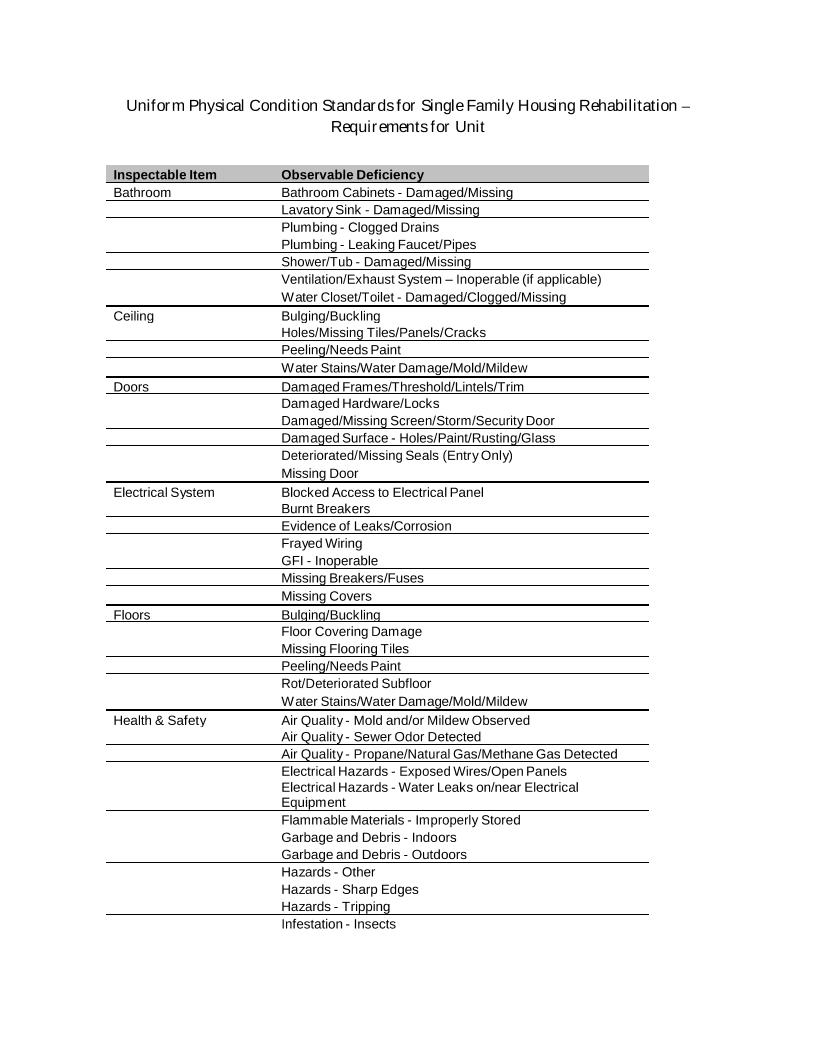 Uniform Physical Condition Standards for Single Family Housing Rehabilitation –
Requirements for Unit
Inspectable Item Observable Deficiency
Bathroom Bathroom Cabinets - Damaged/Missing
Lavatory Sink - Damaged/Missing
Plumbing - Clogged Drains
Plumbing - Leaking Faucet/Pipes
Shower/Tub - Damaged/Missing
Ventilation/Exhaust System – Inoperable (if applicable)
Water Closet/Toilet - Damaged/Clogged/Missing
Ceiling Bulging/Buckling
Holes/Missing Tiles/Panels/Cracks
Peeling/Needs Paint
Water Stains/Water Damage/Mold/Mildew
Doors Damaged Frames/Threshold/Lintels/Trim
Damaged Hardware/Locks
Damaged/Missing Screen/Storm/Security Door
Damaged Surface - Holes/Paint/Rusting/Glass
Deteriorated/Missing Seals (Entry Only)
Missing Door
Electrical System Blocked Access to Electrical Panel
Burnt Breakers
Evidence of Leaks/Corrosion
Frayed Wiring
GFI - Inoperable
Missing Breakers/Fuses
Missing Covers
Floors Bulging/Buckling
Floor Covering Damage
Missing Flooring Tiles
Peeling/Needs Paint
Rot/Deteriorated Subfloor
Water Stains/Water Damage/Mold/Mildew
Health & Safety Air Quality - Mold and/or Mildew Observed
Air Quality - Sewer Odor Detected
Air Quality - Propane/Natural Gas/Methane Gas Detected
Electrical Hazards - Exposed Wires/Open Panels
Electrical Hazards - Water Leaks on/near Electrical
Equipment
Flammable Materials - Improperly Stored
Garbage and Debris - Indoors
Garbage and Debris - Outdoors
Hazards - Other
Hazards - Sharp Edges
Hazards - Tripping
Infestation - Insects